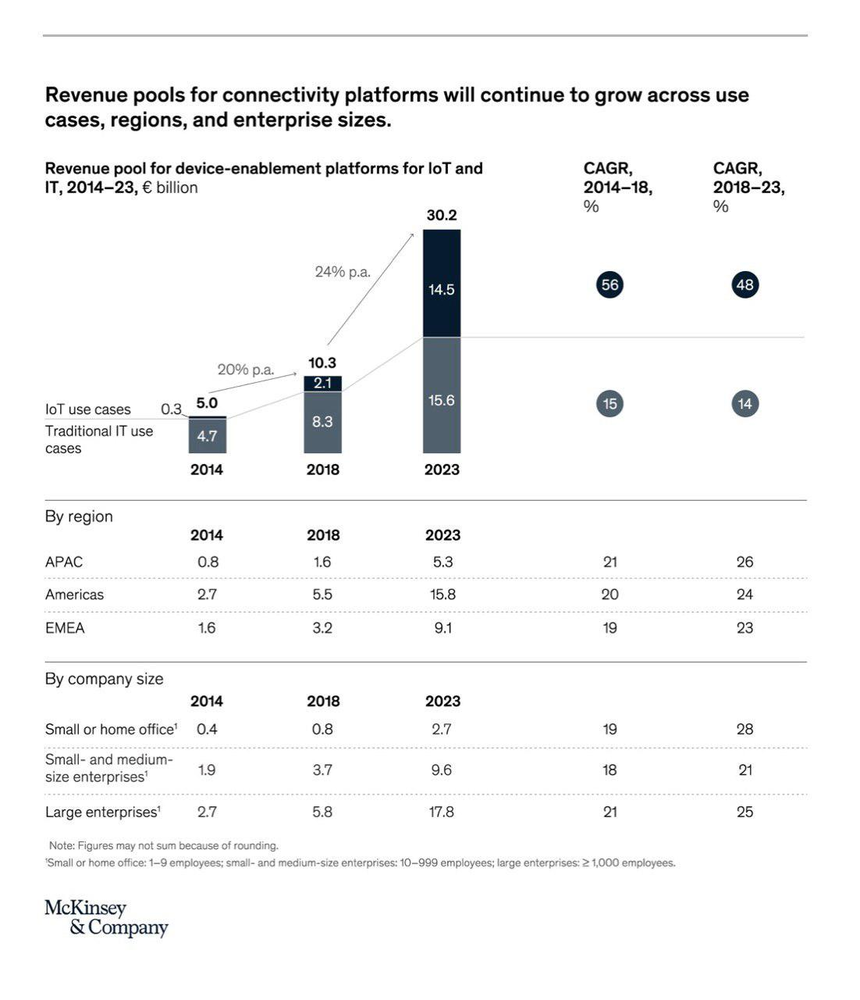 Revenue pools for connectivity platforms will continue to grow across use
cases, regions, and enterprise sizes.
Revenue pool for device-enablement platforms for IoT and
IT, 2014–23, € billion
CAGR,
2014–18,
%
CAGR,
2018–23,
%
30.2
24% p.a.
14.5
56
48
10.3
20% p.a.
2.1
5.0
IoT use cases
0.3
15.6
15
14
8.3
Traditional IT use
cases
4.7
2014
2018
2023
By region
2014 2018 2023
APAC 0.8 1.6 5.3 21 26
Americas 2.7 5.5 15.8 20 24
EMEA 1.6 3.2 9.1 19 23
By company size
2014 2018 2023
Small or home office¹ 0.4 0.8 2.7 19 28
Small- and medium-
size enterprises¹ 1.9 3.7 9.6 18 21
Large enterprises¹ 2.7 5.8 17.8 21 25
Note: Figures may not sum because of rounding.
¹Small or home office: 1–9 employees; small- and medium-size enterprises: 10–999 employees; large enterprises: ≥ 1,000 employees.
McKinsey
& Company